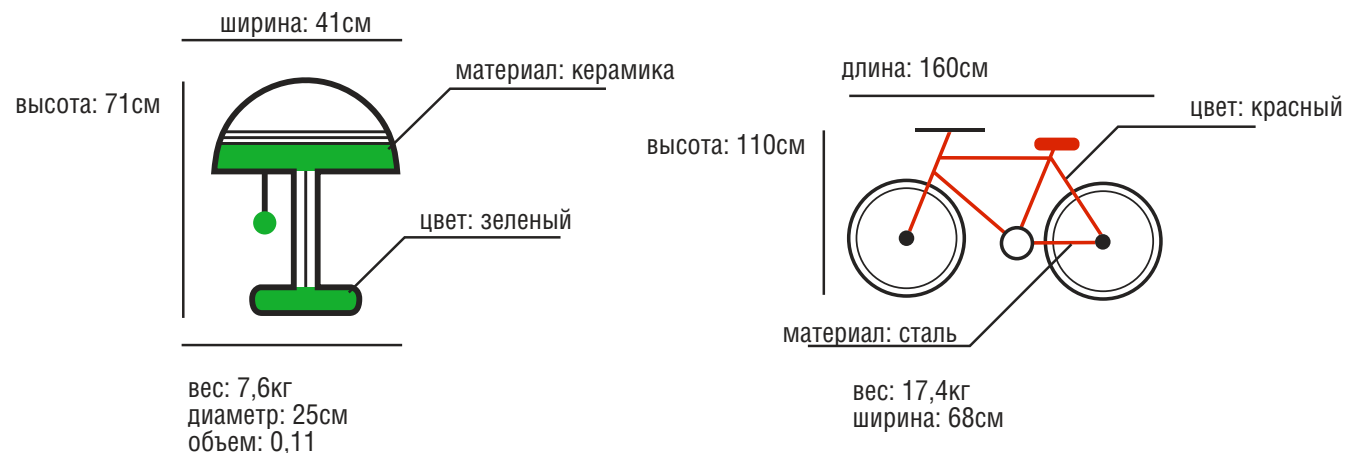 ширина: 41см
высота: 71см
материал: керамика
цвет: зеленый
вес: 7,6кг
диаметр: 25см
объем: 0,11
длина: 160см
высота: 110см
цвет: красный
материал: сталь
вес: 17,4кг
ширина: 68см